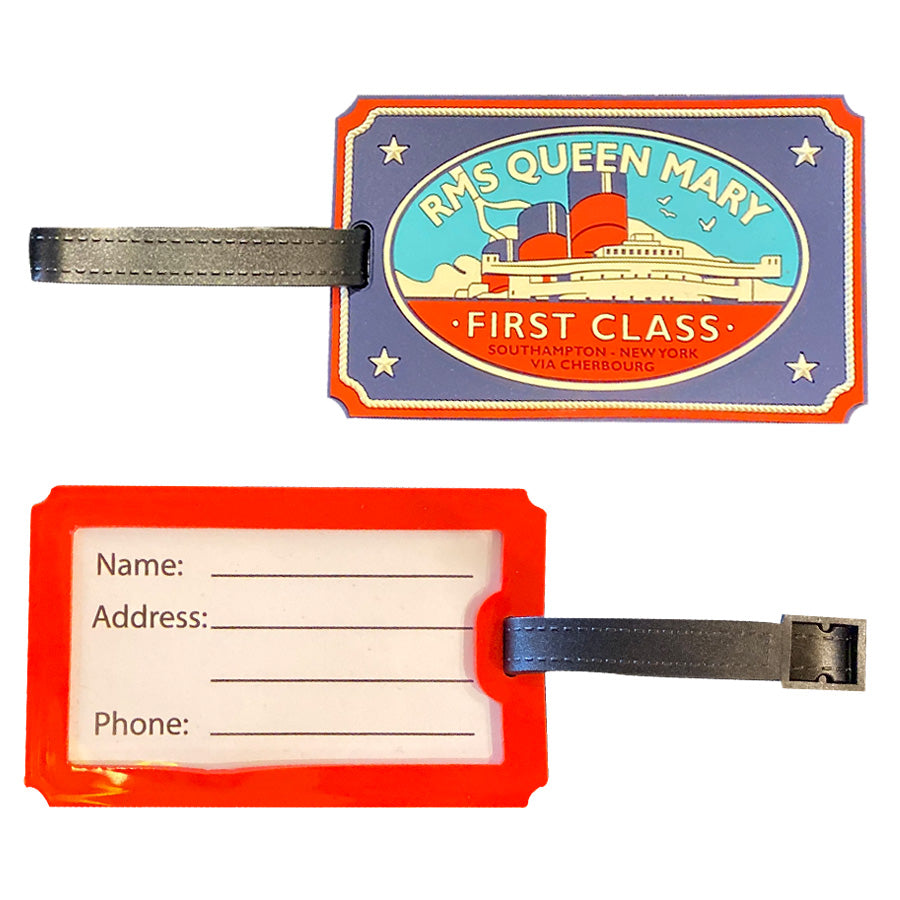 RMS QUEEN MARY
· FIRST CLASS ·
SOUTHAMPTON - NEW YORK
VIA CHERBOURG
Name:
Address:
Phone: